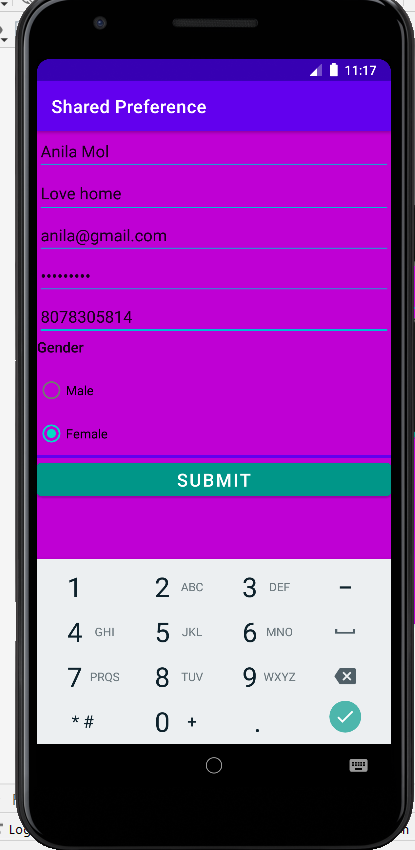 11:17
Shared Preference
Anila Mol
Love home
anila@gmail.com
•••••••••
8078305814
Gender
Male
Female
SUBMIT
1 2 ABC 3 DEF –
4 GHI 5 JKL 6 MNO
7 PRQS 8 TUV 9 WXYZ
* # 0 + .